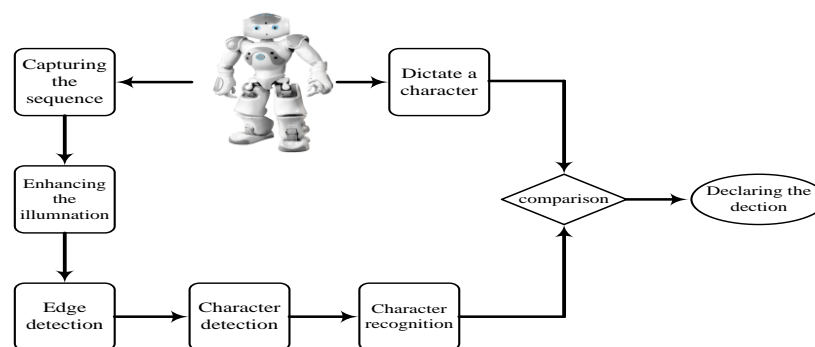 Capturing
the
sequence
Dictate a
character
Enhancing
the
illumnation
comparison
Declaring the
dection
Edge
detection
Character
detection
Character
recognition